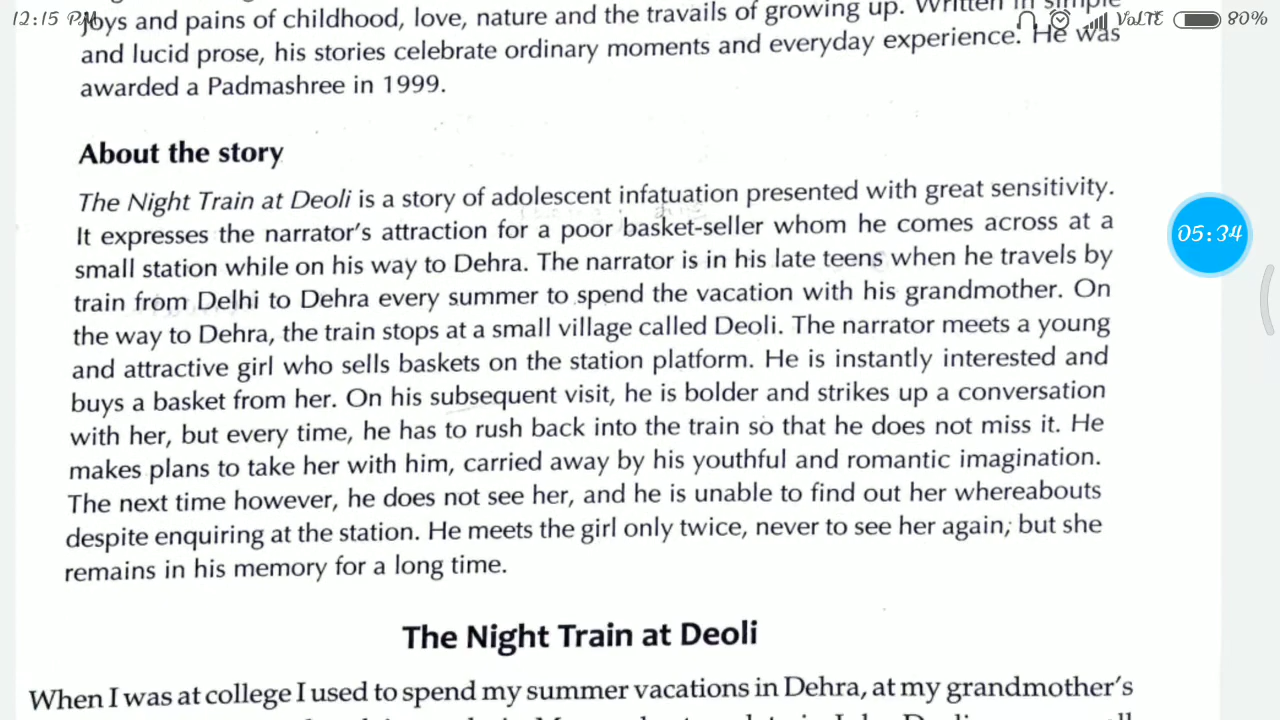 12:15 PM VoLTE 80%
joys and pains of childhood, love, nature and the travails of growing up. Written in simple
and lucid prose, his stories celebrate ordinary moments and everyday experience. He was
awarded a Padmashree in 1999.
About the story
The Night Train at Deoli is a story of adolescent infatuation presented with great sensitivity.
It expresses the narrator's attraction for a poor basket-seller whom he comes across at a
05:34
small station while on his way to Dehra. The narrator is in his late teens when he travels by
train from Delhi to Dehra every summer to spend the vacation with his grandmother. On
the way to Dehra, the train stops at a small village called Deoli. The narrator meets a young
and attractive girl who sells baskets on the station platform. He is instantly interested and
buys a basket from her. On his subsequent visit, he is bolder and strikes up a conversation
with her, but every time, he has to rush back into the train so that he does not miss it. He
makes plans to take her with him, carried away by his youthful and romantic imagination.
The next time however, he does not see her, and he is unable to find out her whereabouts
despite enquiring at the station. He meets the girl only twice, never to see her again; but she
remains in his memory for a long time.
The Night Train at Deoli
When I was at college I used to spend my summer vacations in Dehra, at my grandmother's